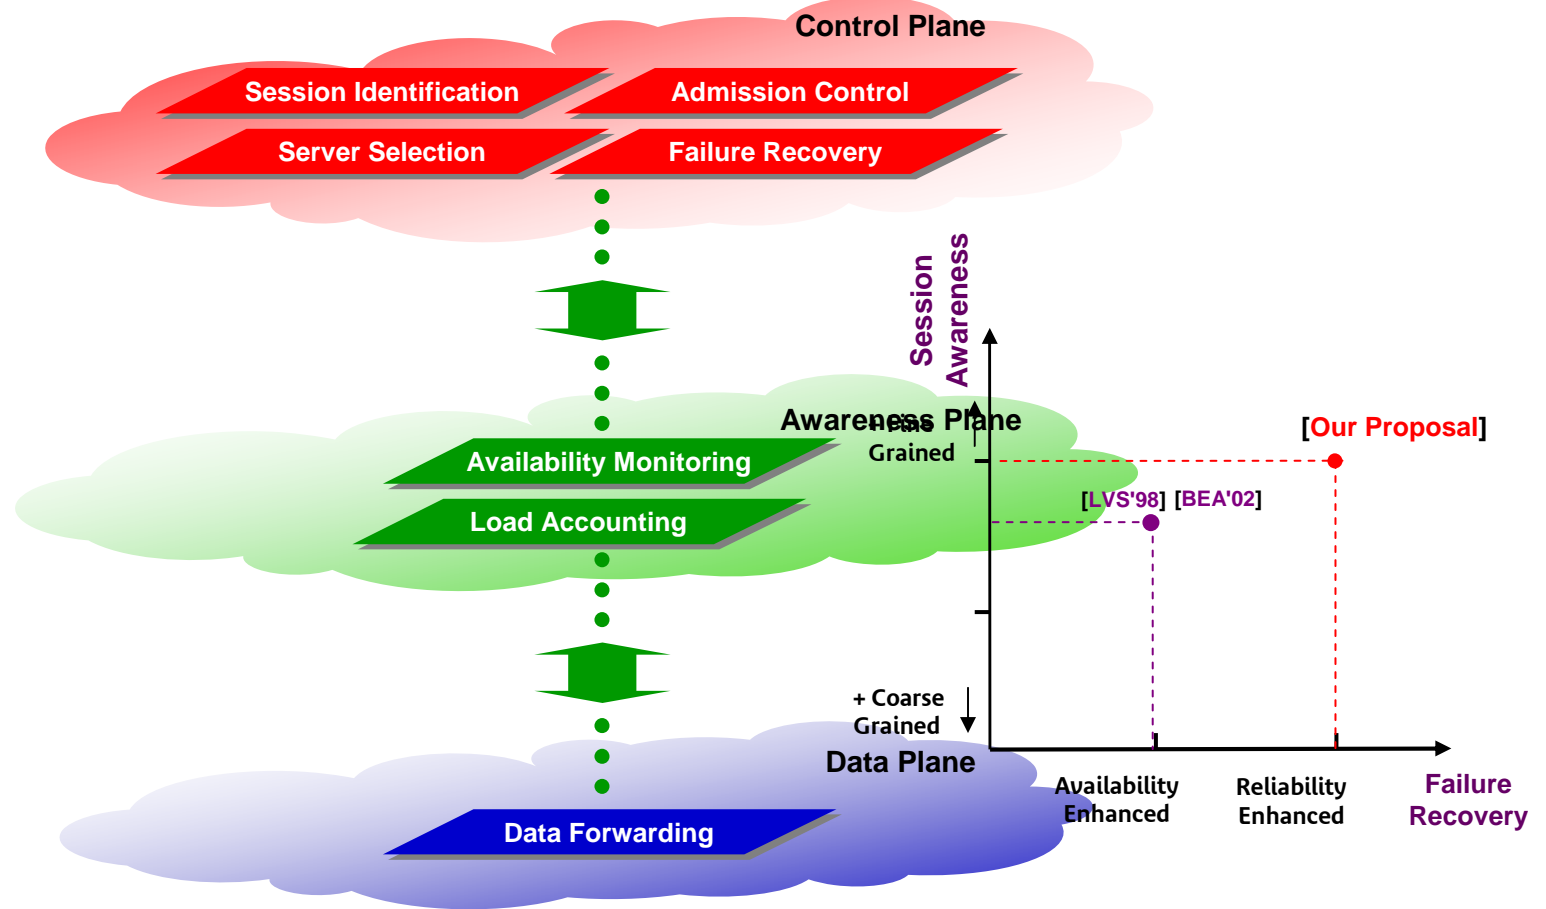 Control Plane
Session Identification
Admission Control
Server Selection
Failure Recovery
Session
Awareness
Awareness Plane
+ Fine
Grained
Availability Monitoring
Load Accounting
[Our Proposal]
[LVS'98] [BEA'02]
+ Coarse
Grained
Data Plane
Data Forwarding
Availability
Enhanced
Reliability
Enhanced
Failure
Recovery